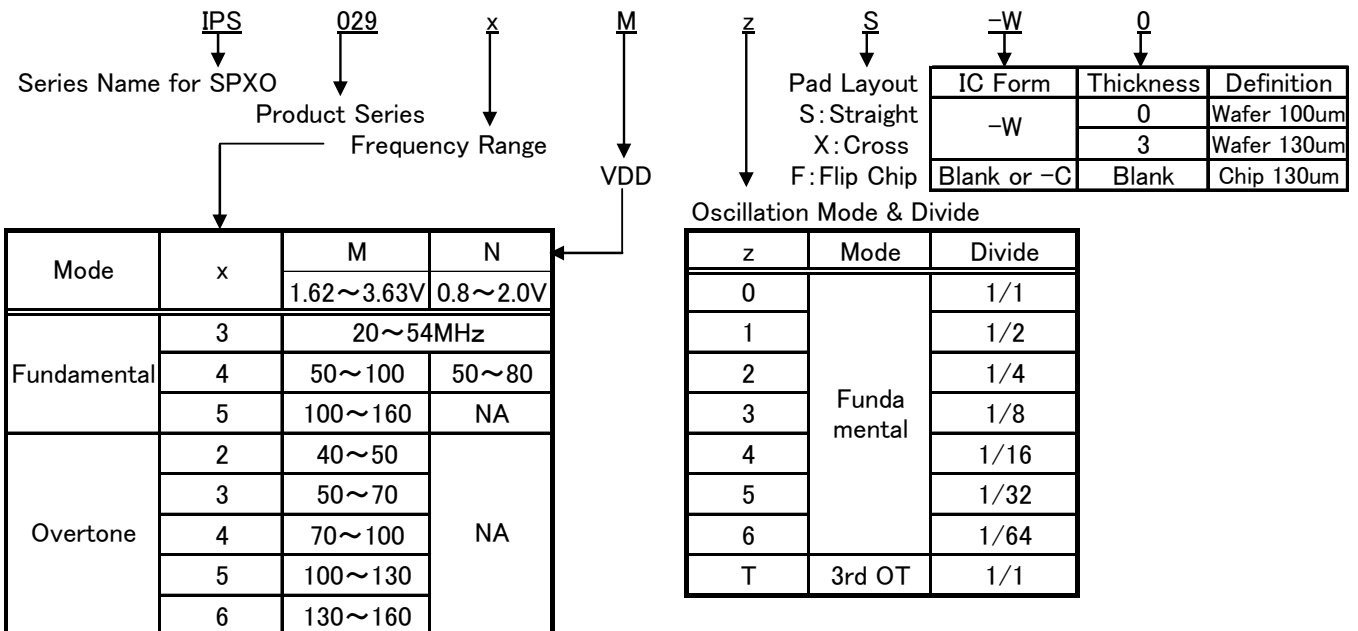 IPS 029 x M z S -W 0
Series Name for SPXO
Product Series
Frequency Range
VDD
Pad Layout
S:Straight
X:Cross
F:Flip Chip
IC Form Thickness Definition
-W 0 Wafer 100um
3 Wafer 130um
Blank or -C Blank Chip 130um
Mode x M N
1.62～3.63V 0.8～2.0V
Fundamental 3 20～54MHz
4 50～100 50～80
5 100～160 NA
Overtone 2 40～50 NA
3 50～70
4 70～100
5 100～130
6 130～160
Oscillation Mode & Divide
z Mode Divide
0 1/1
1 1/2
2 1/4
3 1/8
Funda
mental
4 1/16
5 1/32
6 1/64
T 3rd OT 1/1